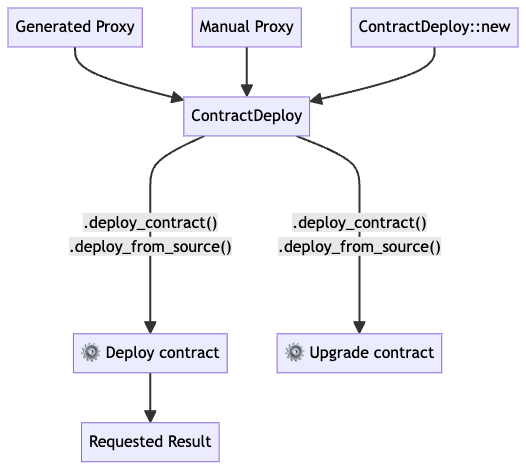 Generated Proxy
Manual Proxy
ContractDeploy::new
ContractDeploy
.deploy_contract()
.deploy_from_source()
.deploy_contract()
.deploy_from_source()
⚙️ Deploy contract
⚙️ Upgrade contract
Requested Result